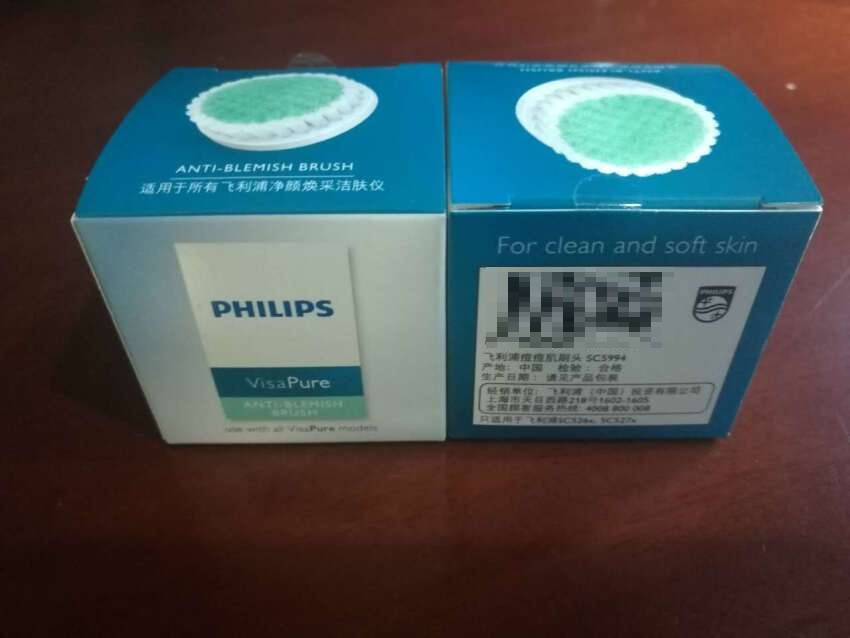 ANTI-BLEMISH BRUSH
适用于所有飞利浦净颜焕采洁肤仪
PHILIPS
VisaPure
ANTI-BLEMISH
BRUSH
use with all VisaPure models
For clean and soft skin
PHILIPS
飞利浦痘痘肌刷头 SC5994
产地: 中国 检验: 合格
生产日期: 请见产品包装
经销单位: 飞利浦 (中国) 投资有限公司
上海市天目西路218号1602-1605
全国顾客服务热线 4008 800 008
只适用于飞利浦SC526x, SC527x